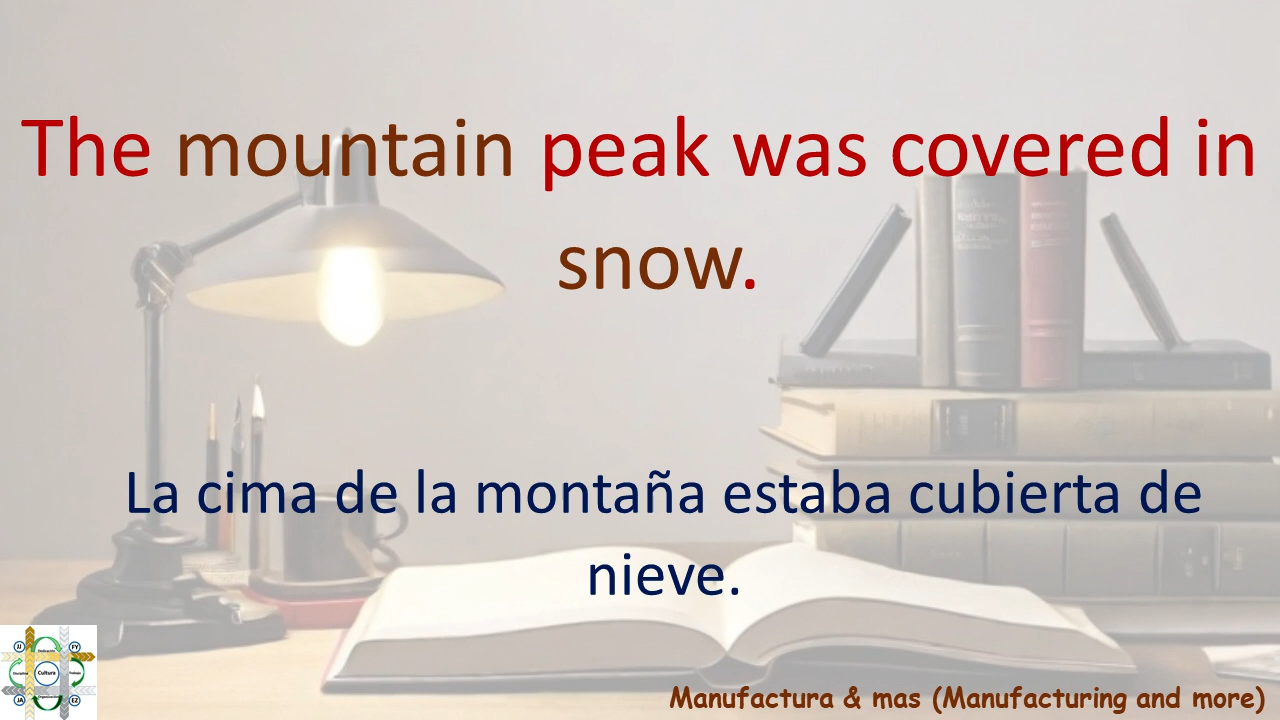 The mountain peak was covered in
snow.
La cima de la montaña estaba cubierta de
nieve.
Cultura
Manufactura & mas (Manufacturing and more)